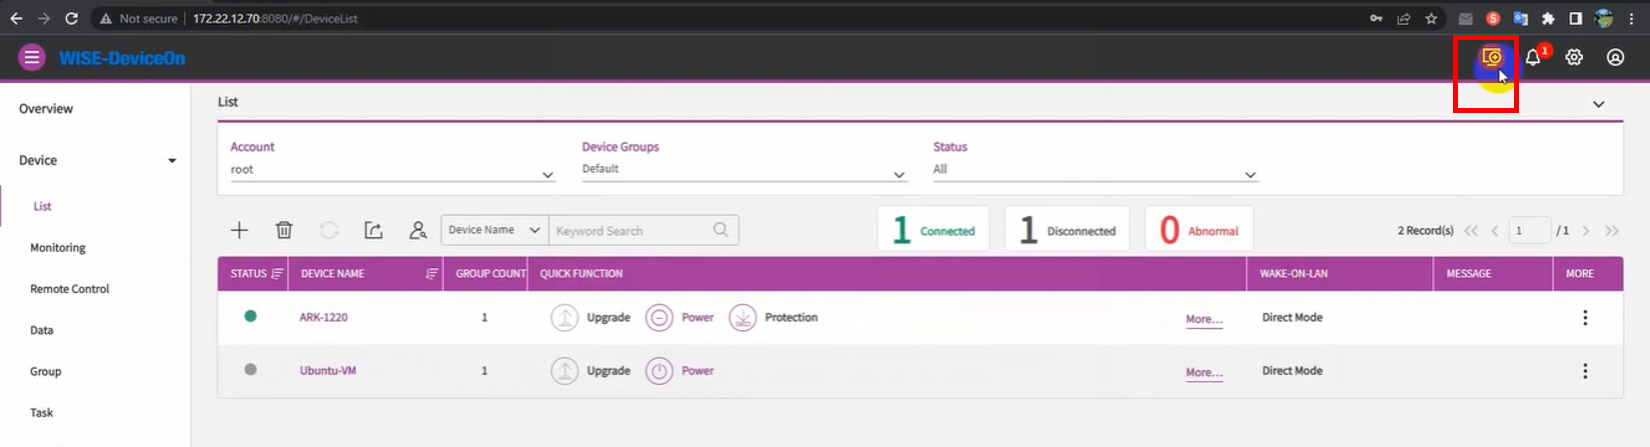 Not secure | 172.22.12.70:8080/#/DeviceList
WISE-DeviceOn
1
Overview
Device
List
Monitoring
Remote Control
Data
Group
Task
List
Account Device Groups Status
root Default All
Device Name Keyword Search 1 Connected 1 Disconnected 0 Abnormal 2 Record(s) 1 / 1
STATUS DEVICE NAME GROUP COUNT QUICK FUNCTION WAKE-ON-LAN MESSAGE MORE
ARK-1220 1 Upgrade Power Protection More... Direct Mode
Ubuntu-VM 1 Upgrade Power More... Direct Mode